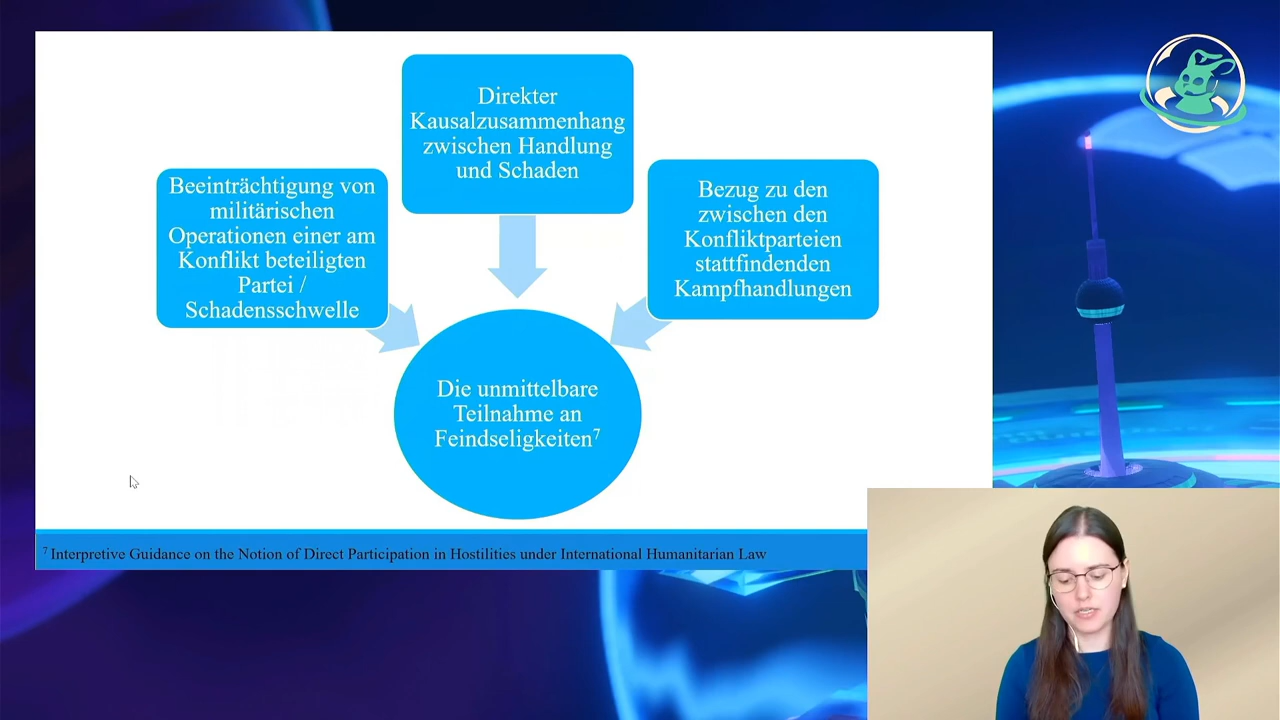 Direkter
Kausalzusammenhang
zwischen Handlung
und Schaden
Beeinträchtigung von
militärischen
Operationen einer am
Konflikt beteiligten
Partei /
Schadensschwelle
Bezug zu den
zwischen den
Konfliktparteien
stattfindenden
Kampfhandlungen
Die unmittelbare
Teilnahme an
Feindseligkeiten⁷
⁷ Interpretive Guidance on the Notion of Direct Participation in Hostilities under International Humanitarian Law